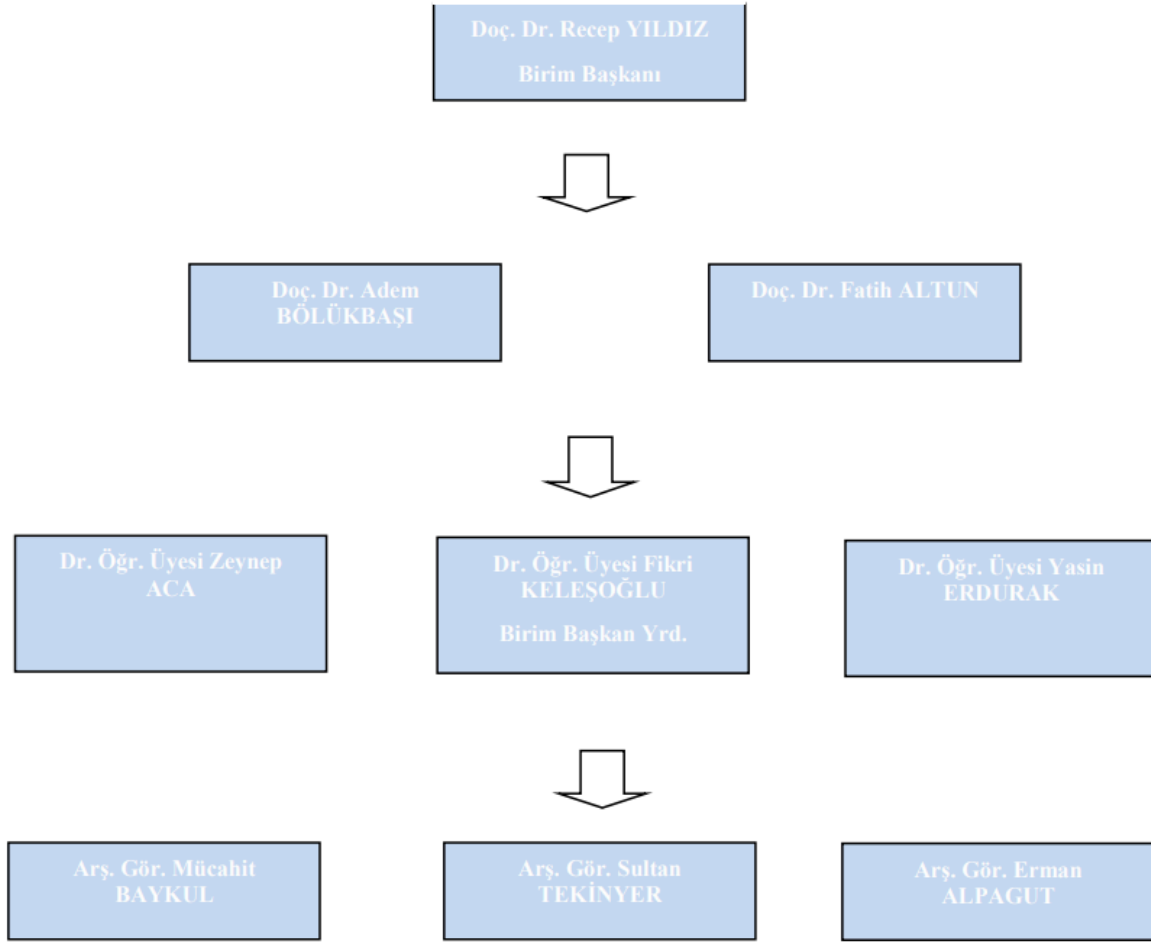 Doç. Dr. Recep YILDIZ
Birim Başkanı
Doç. Dr. Adem
BÖLÜKBAŞI
Doç. Dr. Fatih ALTUN
Dr. Öğr. Üyesi Zeynep
ACA
Dr. Öğr. Üyesi Fikri
KELEŞOĞLU
Birim Başkan Yrd.
Dr. Öğr. Üyesi Yasin
ERDURAK
Arş. Gör. Mücahit
BAYKUL
Arş. Gör. Sultan
TEKİNYER
Arş. Gör. Erman
ALPAGUT